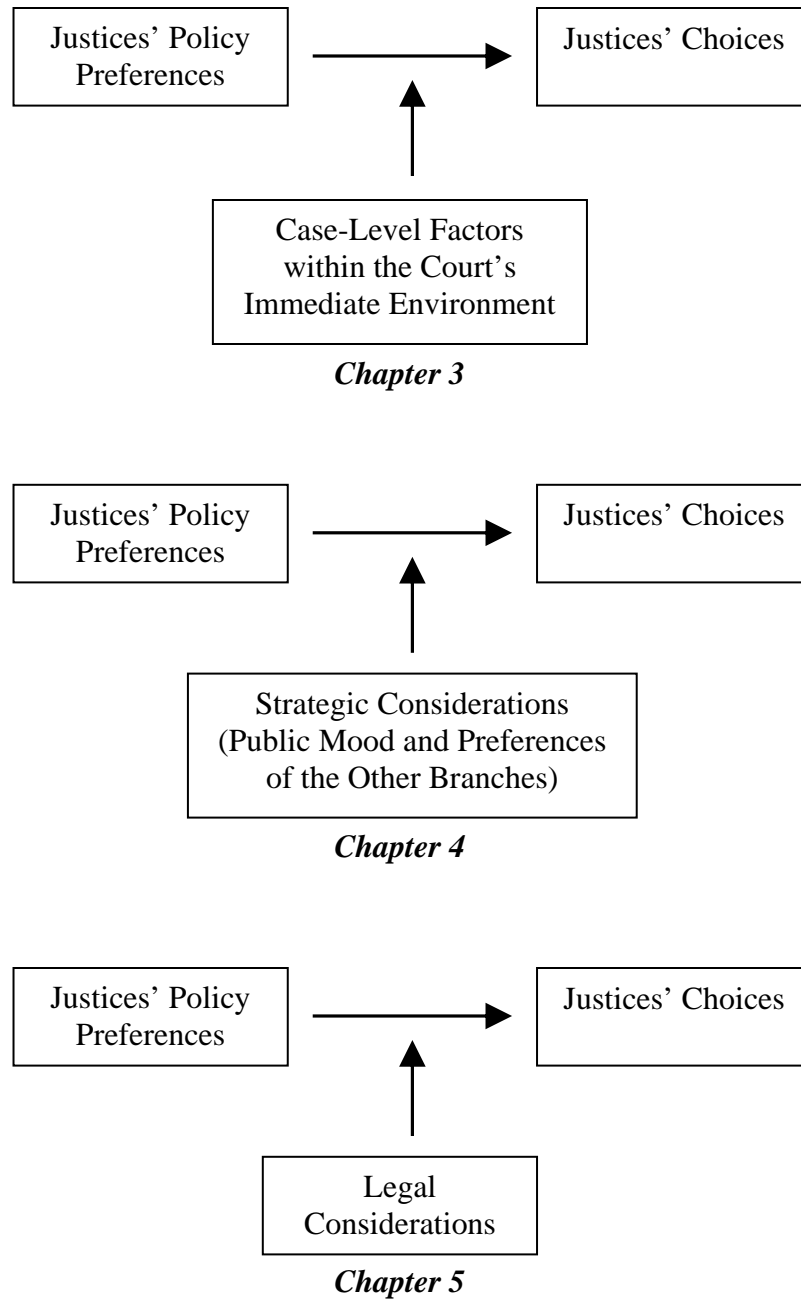 Justices’ Policy
Preferences
Justices’ Choices
Case-Level Factors
within the Court’s
Immediate Environment
Chapter 3
Justices’ Policy
Preferences
Justices’ Choices
Strategic Considerations
(Public Mood and Preferences
of the Other Branches)
Chapter 4
Justices’ Policy
Preferences
Justices’ Choices
Legal
Considerations
Chapter 5